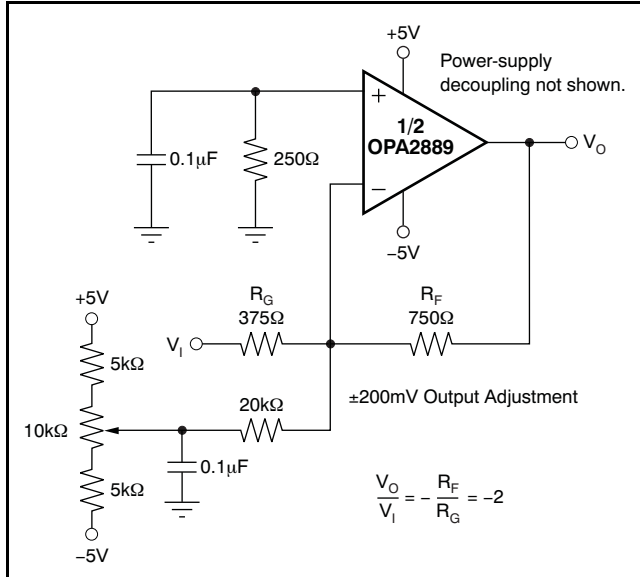 +5V
Power-supply
decoupling not shown.
+
1/2
OPA2889
−
0.1µF
250Ω
V_O
−5V
+5V
R_G
375Ω
R_F
750Ω
V_I
5kΩ
10kΩ
5kΩ
20kΩ
0.1µF
±200mV Output Adjustment
−5V
V_O/V_I = − R_F/R_G = −2